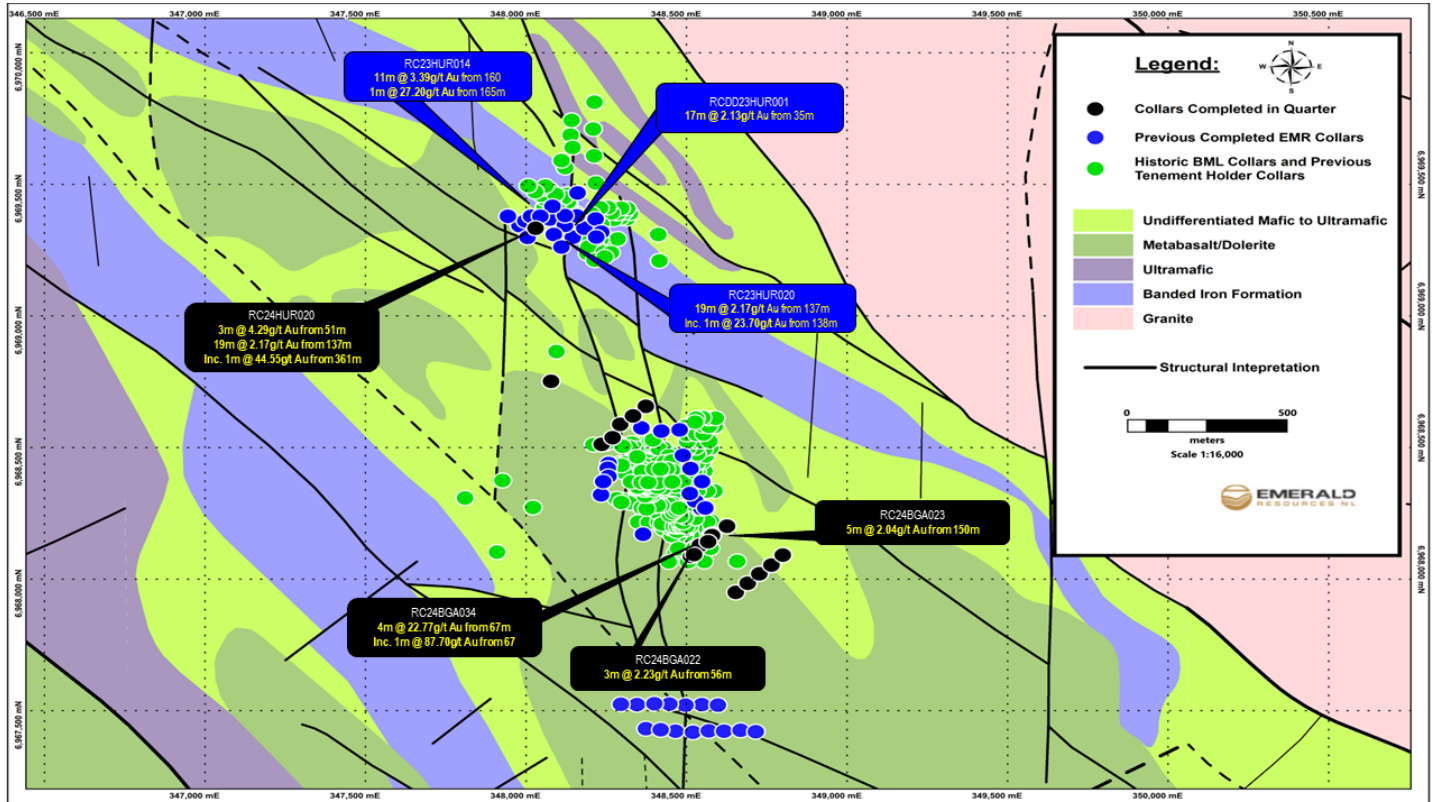 346,500 mE
347,000 mE
347,500 mE
348,000 mE
348,500 mE
349,000 mE
349,500 mE
350,000 mE
350,500 mE
6,970,000 mN
6,969,500 mN
6,969,000 mN
6,968,500 mN
6,968,000 mN
6,967,500 mN
RC23HUR014
11m @ 3.39g/t Au from 160
1m @ 27.20g/t Au from 165m
RCDD23HUR001
17m @ 2.13g/t Au from 35m
RC23HUR020
19m @ 2.17g/t Au from 137m
Inc. 1m @ 23.70g/t Au from 138m
RC24HUR020
3m @ 4.29g/t Au from 51m
19m @ 2.17g/t Au from 137m
Inc. 1m @ 44.55g/t Au from 361m
RC24BGA023
5m @ 2.04g/t Au from 150m
RC24BGA034
4m @ 22.77g/t Au from 67m
Inc. 1m @ 87.70g/t Au from 67
RC24BGA022
3m @ 2.23g/t Au from 56m
Legend:
N
W
E
S
Collars Completed in Quarter
Previous Completed EMR Collars
Historic BML Collars and Previous
Tenement Holder Collars
Undifferentiated Mafic to Ultramafic
Metabasalt/Dolerite
Ultramafic
Banded Iron Formation
Granite
Structural Intepretation
0
500
meters
Scale 1:16,000
EMERALD
RESOURCES NL
6,969,500 mN
6,969,000 mN
6,968,500 mN
6,968,000 mN
6,967,500 mN
347,000 mE
347,500 mE
348,000 mE
348,500 mE
349,000 mE
349,500 mE
350,000 mE